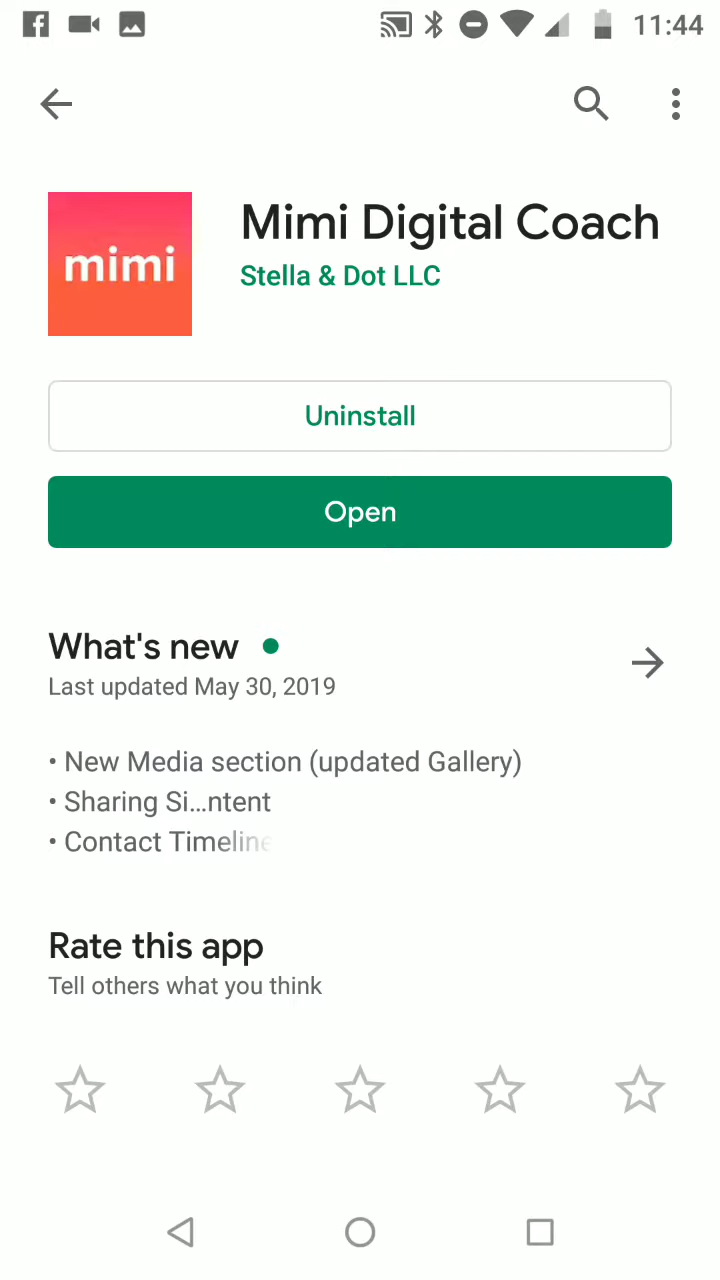 11:44
mimi
Mimi Digital Coach
Stella & Dot LLC
Uninstall
Open
What's new
Last updated May 30, 2019
• New Media section (updated Gallery)
• Sharing Si…ntent
• Contact Timeline
Rate this app
Tell others what you think